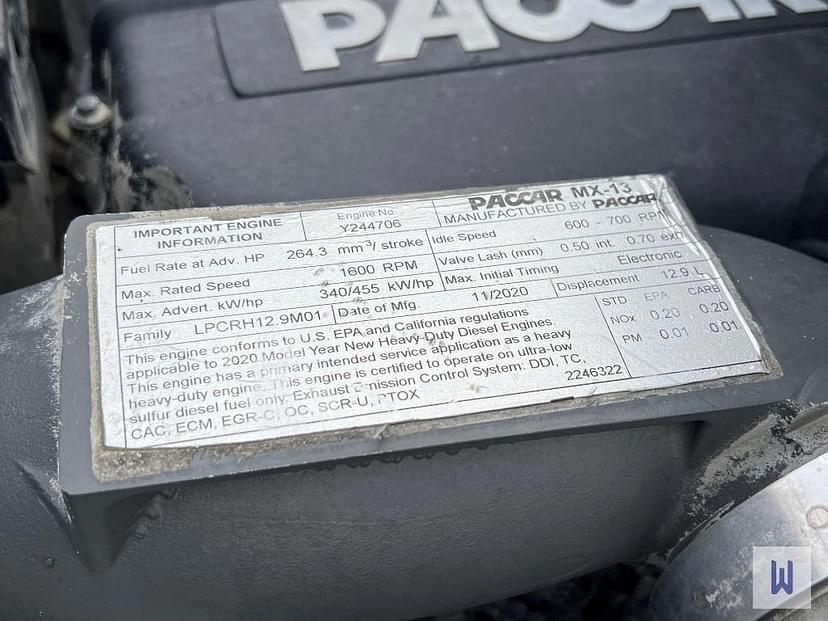 PACCAR
IMPORTANT ENGINE INFORMATION
Engine No. Y244706
PACCAR MX-13
MANUFACTURED BY PACCAR
Fuel Rate at Adv. HP 264.3 mm³/ stroke
Idle Speed 600 - 700 RPM
Max. Rated Speed 1600 RPM
Valve Lash (mm) 0.50 int. 0.70 exh
Max. Advert. kW/hp 340/455 kW/hp
Max. Initial Timing Electronic
Family LPCRH12.9M01
Date of Mfg. 11/2020
Displacement 12.9 L
This engine conforms to U.S. EPA and California regulations
applicable to 2020 Model Year New Heavy-Duty Diesel Engines.
This engine has a primary intended service application as a heavy
heavy-duty engine. This engine is certified to operate on ultra-low
sulfur diesel fuel only. Exhaust Emission Control System: DDI, TC,
CAC, ECM, EGR-C, OC, SCR-U, PTOX
2246322
STD EPA CARB
NOx 0.20 0.20
PM 0.01 0.01
W